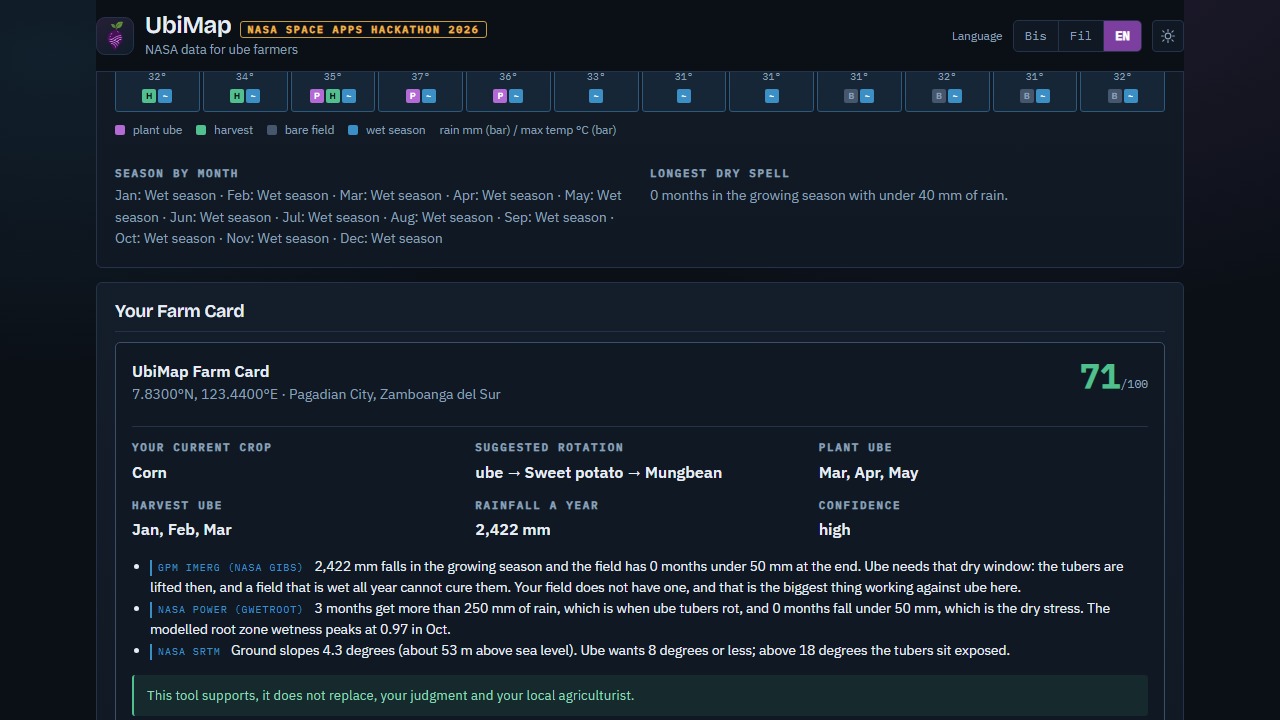 UbiMap NASA SPACE APPS HACKATHON 2026
NASA data for ube farmers
Language Bis Fil EN
32° 34° 35° 37° 36° 33° 31° 31° 31° 32° 31° 32°
H ~ H ~ P H ~ P ~ P ~ ~ ~ ~ B ~ B ~ B ~ B ~
plant ube harvest bare field wet season rain mm (bar) / max temp °C (bar)
SEASON BY MONTH
Jan: Wet season · Feb: Wet season · Mar: Wet season · Apr: Wet season · May: Wet
season · Jun: Wet season · Jul: Wet season · Aug: Wet season · Sep: Wet season ·
Oct: Wet season · Nov: Wet season · Dec: Wet season
LONGEST DRY SPELL
0 months in the growing season with under 40 mm of rain.
Your Farm Card
UbiMap Farm Card
7.8300°N, 123.4400°E · Pagadian City, Zamboanga del Sur
71/100
YOUR CURRENT CROP
Corn
SUGGESTED ROTATION
ube → Sweet potato → Mungbean
PLANT UBE
Mar, Apr, May
HARVEST UBE
Jan, Feb, Mar
RAINFALL A YEAR
2,422 mm
CONFIDENCE
high
GPM IMERG (NASA GIBS) 2,422 mm falls in the growing season and the field has 0 months under 50 mm at the end. Ube needs that dry window: the tubers are
lifted then, and a field that is wet all year cannot cure them. Your field does not have one, and that is the biggest thing working against ube here.
NASA POWER (GWETROOT) 3 months get more than 250 mm of rain, which is when ube tubers rot, and 0 months fall under 50 mm, which is the dry stress. The
modelled root zone wetness peaks at 0.97 in Oct.
NASA SRTM Ground slopes 4.3 degrees (about 53 m above sea level). Ube wants 8 degrees or less; above 18 degrees the tubers sit exposed.
This tool supports, it does not replace, your judgment and your local agriculturist.